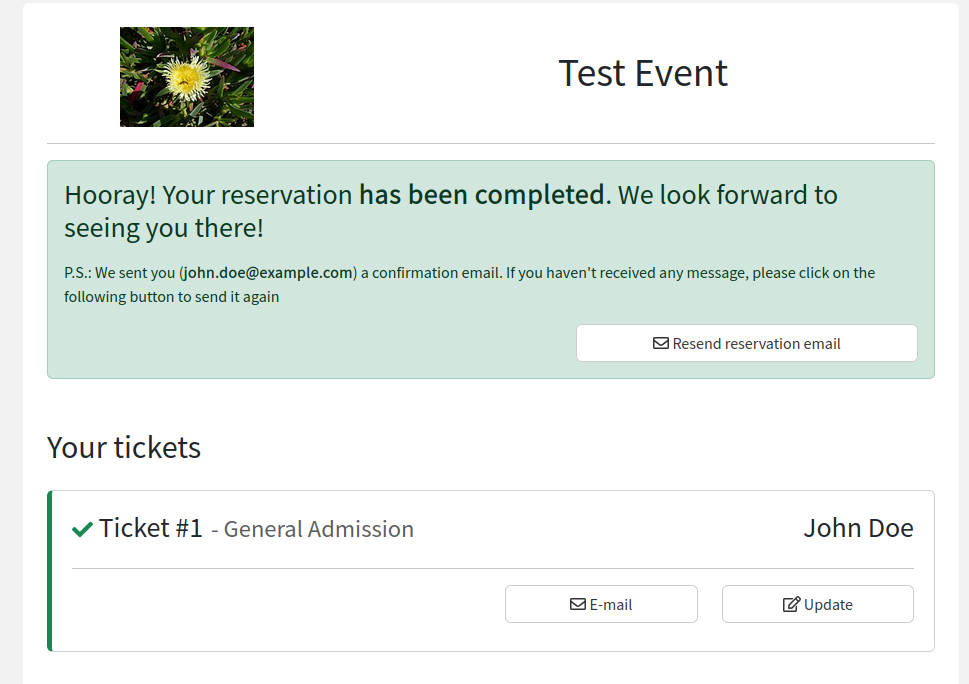 Test Event
Hooray! Your reservation has been completed. We look forward to
seeing you there!
P.S.: We sent you (john.doe@example.com) a confirmation email. If you haven't received any message, please click on the
following button to send it again
Resend reservation email
Your tickets
Ticket #1 - General Admission
John Doe
E-mail
Update